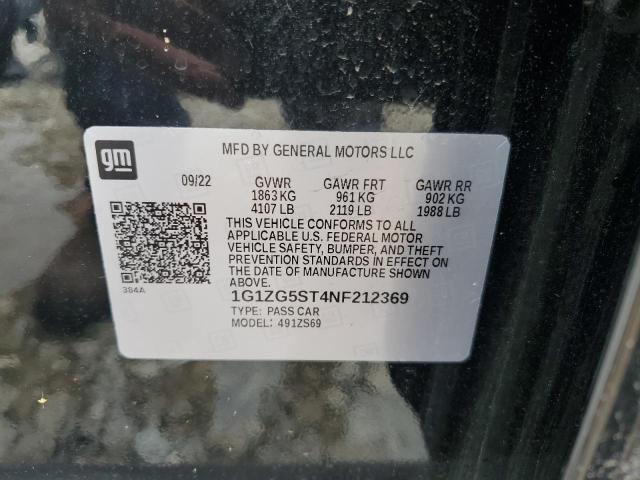 gm
MFD BY GENERAL MOTORS LLC
09/22 GVWR GAWR FRT GAWR RR
1863 KG 961 KG 902 KG
4107 LB 2119 LB 1988 LB
THIS VEHICLE CONFORMS TO ALL
APPLICABLE U.S. FEDERAL MOTOR
VEHICLE SAFETY, BUMPER, AND THEFT
PREVENTION STANDARDS IN EFFECT ON
THE DATE OF MANUFACTURE SHOWN
ABOVE.
384A
1G1ZG5ST4NF212369
TYPE: PASS CAR
MODEL: 491ZS69